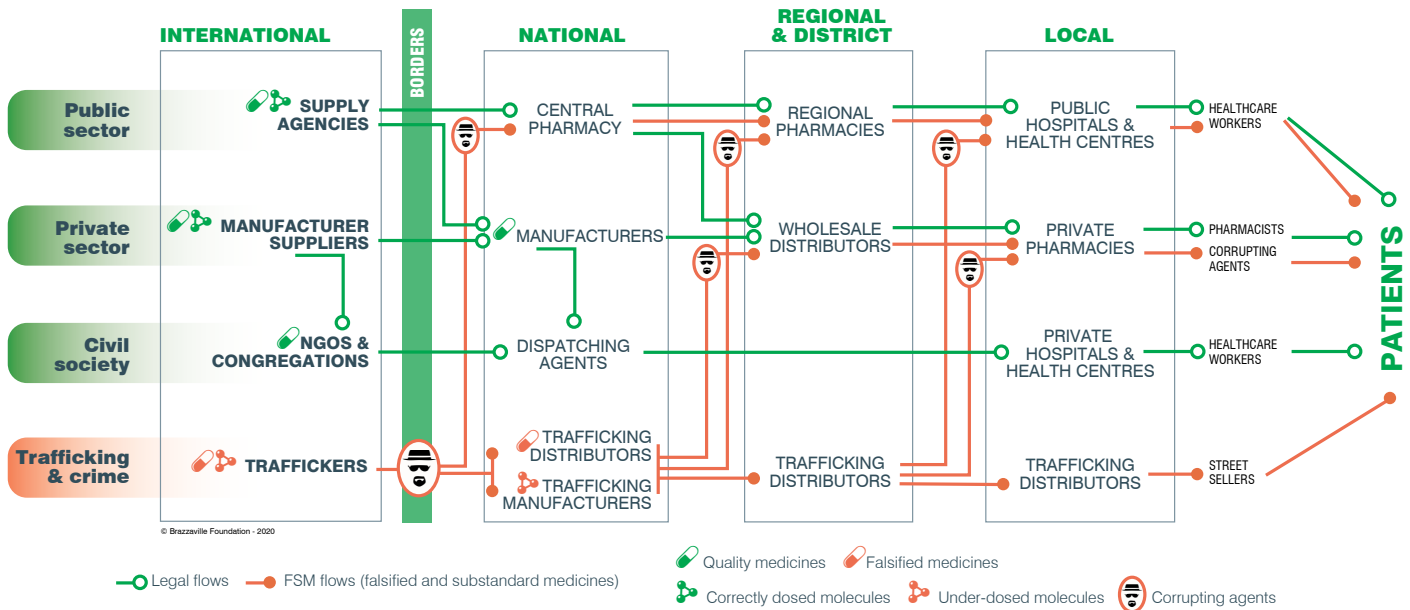 INTERNATIONAL
BORDERS
NATIONAL
REGIONAL
& DISTRICT
LOCAL
Public
sector
SUPPLY
AGENCIES
CENTRAL
PHARMACY
REGIONAL
PHARMACIES
PUBLIC
HOSPITALS &
HEALTH CENTRES
HEALTHCARE
WORKERS
Private
sector
MANUFACTURER
SUPPLIERS
MANUFACTURERS
WHOLESALE
DISTRIBUTORS
PRIVATE
PHARMACIES
PHARMACISTS
CORRUPTING
AGENTS
PATIENTS
Civil
society
NGOS &
CONGREGATIONS
DISPATCHING
AGENTS
PRIVATE
HOSPITALS &
HEALTH CENTRES
HEALTHCARE
WORKERS
Trafficking
& crime
TRAFFICKERS
TRAFFICKING
DISTRIBUTORS
TRAFFICKING
MANUFACTURERS
TRAFFICKING
DISTRIBUTORS
TRAFFICKING
DISTRIBUTORS
STREET
SELLERS
© Brazzaville Foundation - 2020
Legal flows
FSM flows (falsified and substandard medicines)
Quality medicines
Falsified medicines
Correctly dosed molecules
Under-dosed molecules
Corrupting agents